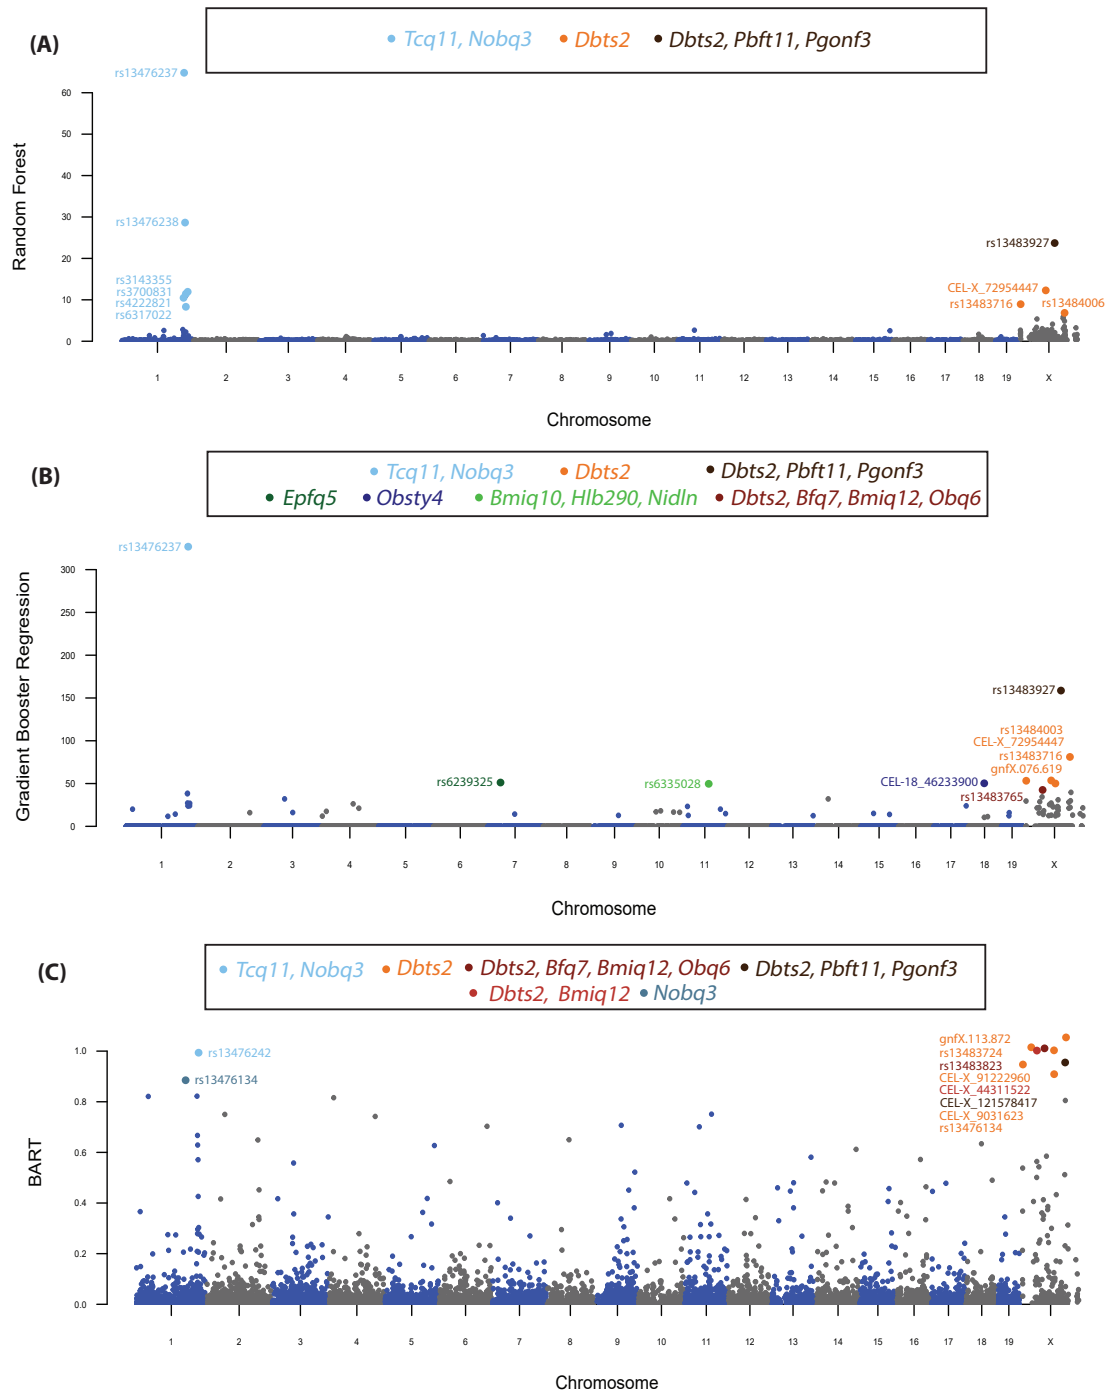 (A)
Tcq11, Nobq3 Dbts2 Dbts2, Pbft11, Pgonf3
rs13476237
60
50
40
30
20
10
0
Random Forest
rs13476238
rs3143355
rs3700831
rs4222821
rs6317022
rs13483927
CEL-X_72954447
rs13483716 rs13484006
1 2 3 4 5 6 7 8 9 10 11 12 13 14 15 16 17 18 19 X
Chromosome
(B)
Tcq11, Nobq3 Dbts2 Dbts2, Pbft11, Pgonf3
Epfq5 Obsty4 Bmiq10, Hlb290, Nidln Dbts2, Bfq7, Bmiq12, Obq6
rs13476237
300
250
200
150
100
50
0
Gradient Booster Regression
rs13483927
rs13484003
CEL-X_72954447
rs13483716
gnfX.076.619
rs6239325 rs6335028 CEL-18_46233900
rs13483765
1 2 3 4 5 6 7 8 9 10 11 12 13 14 15 16 17 18 19 X
Chromosome
(C)
Tcq11, Nobq3 Dbts2 Dbts2, Bfq7, Bmiq12, Obq6 Dbts2, Pbft11, Pgonf3
Dbts2, Bmiq12 Nobq3
1.0
0.8
0.6
0.4
0.2
0.0
BART
rs13476242
rs13476134
gnfX.113.872
rs13483724
rs13483823
CEL-X_91222960
CEL-X_44311522
CEL-X_121578417
CEL-X_9031623
rs13476134
1 2 3 4 5 6 7 8 9 10 11 12 13 14 15 16 17 18 19 X
Chromosome